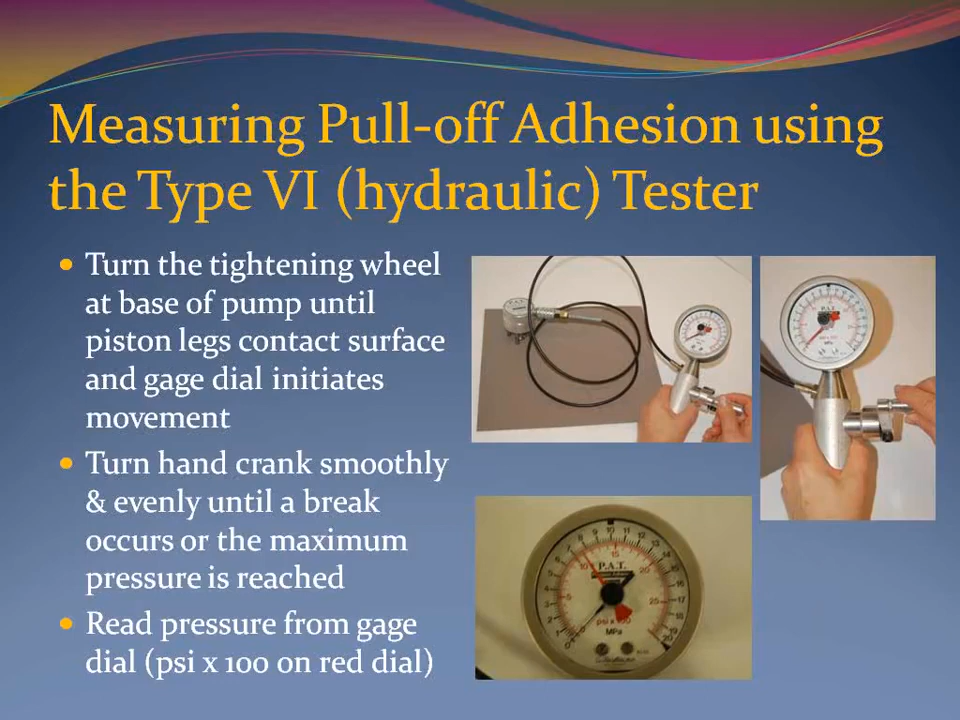 Measuring Pull-off Adhesion using
the Type VI (hydraulic) Tester
• Turn the tightening wheel
at base of pump until
piston legs contact surface
and gage dial initiates
movement
• Turn hand crank smoothly
& evenly until a break
occurs or the maximum
pressure is reached
• Read pressure from gage
dial (psi x 100 on red dial)
P.A.T.
P.A.T.
psi x 100
MPa